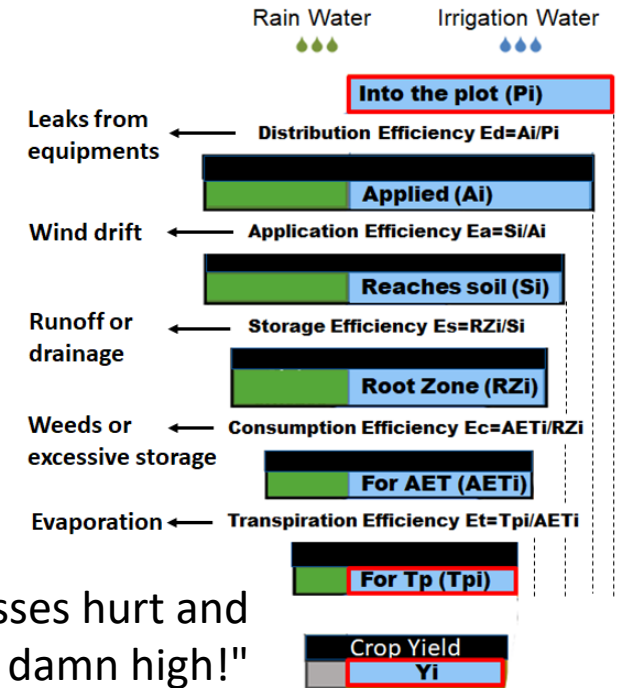 Rain Water Irrigation Water
Into the plot (Pi)
Leaks from
equipments
Distribution Efficiency Ed=Ai/Pi
Applied (Ai)
Wind drift
Application Efficiency Ea=Si/Ai
Reaches soil (Si)
Runoff or
drainage
Storage Efficiency Es=RZi/Si
Root Zone (RZi)
Weeds or
excessive storage
Consumption Efficiency Ec=AETi/RZi
For AET (AETi)
Evaporation
Transpiration Efficiency Et=Tpi/AETi
For Tp (Tpi)
sses hurt and
damn high!"
Crop Yield
Yi